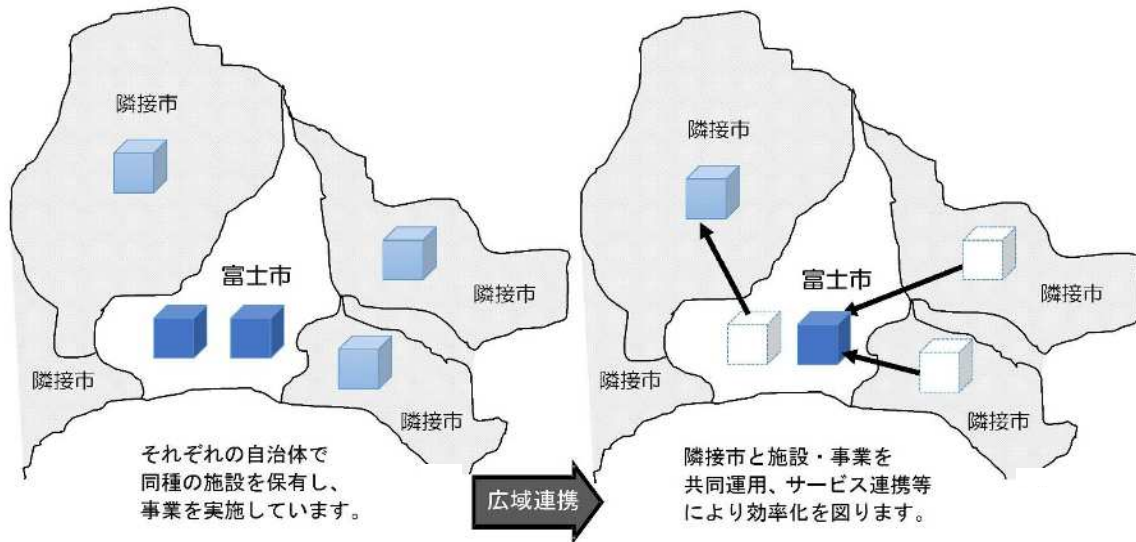 隣接市
富士市
隣接市
隣接市
隣接市
それぞれの自治体で
同種の施設を保有し、
事業を実施しています。
広域連携
隣接市
富士市
隣接市
隣接市
隣接市
隣接市と施設・事業を
共同運用、サービス連携等
により効率化を図ります。